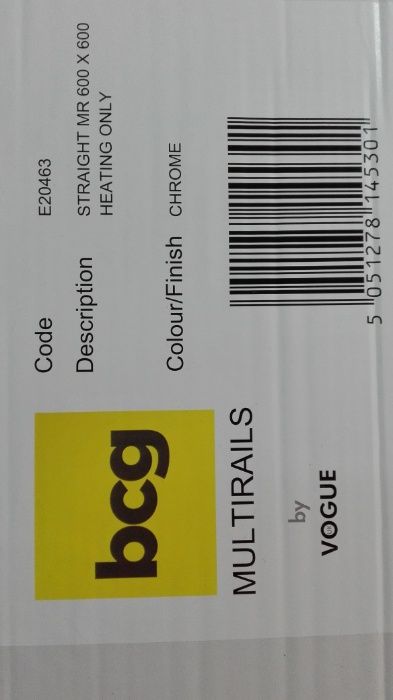 bcg
MULTIRAILS
by
VOGUE
Code E20463
Description STRAIGHT MR 600 X 600
HEATING ONLY
Colour/Finish CHROME
5 051278 145301